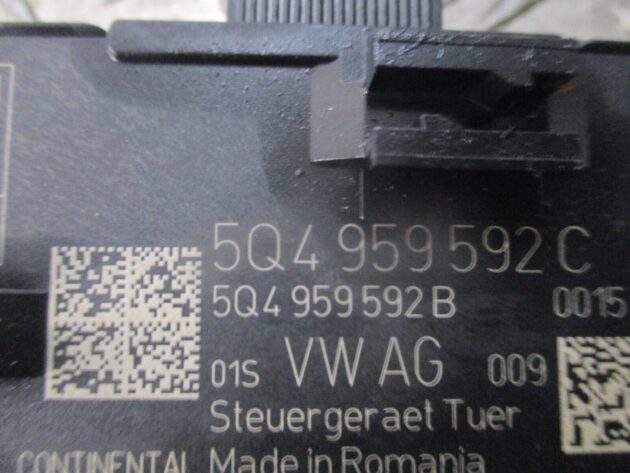 5Q4 959 592 C
5Q4 959 592 B 0015
01S VW AG 009
Steuergeraet Tuer
CONTINENTAL Made in Romania